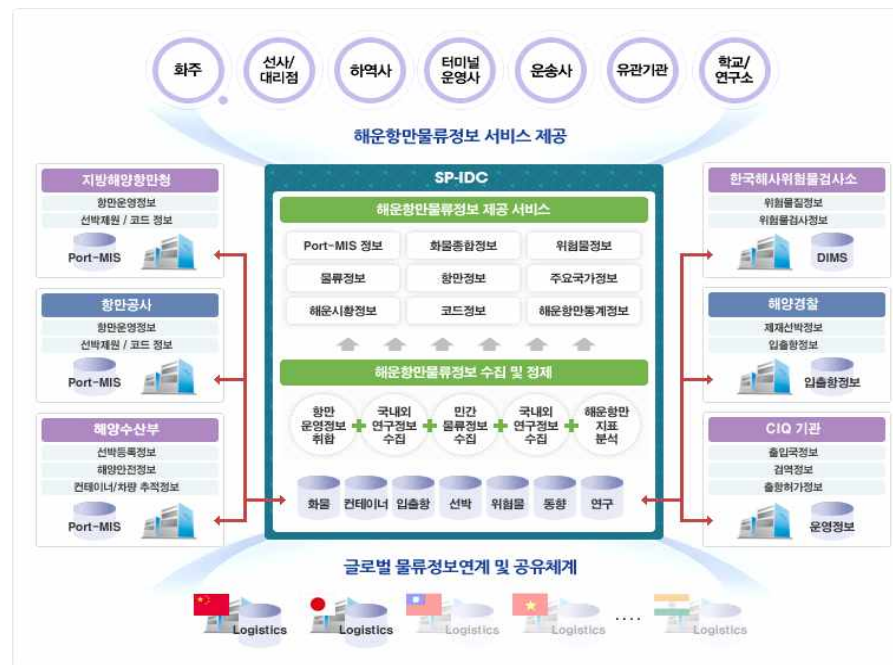 화주
선사/
대리점
하역사
터미널
운영사
운송사
유관기관
학교/
연구소
해운항만물류정보 서비스 제공
지방해양항만청
항만운영정보
선박제원 / 코드 정보
Port-MIS
항만공사
항만운영정보
선박제원 / 코드 정보
Port-MIS
해양수산부
선박등록정보
해양안전정보
컨테이너/차량 추적정보
Port-MIS
SP-IDC
해운항만물류정보 제공 서비스
Port-MIS 정보
화물종합정보
위험물정보
물류정보
항만정보
주요국가정보
해운시황정보
코드정보
해운항만통계정보
해운항만물류정보 수집 및 정제
항만
운영정보
취합
국내외
연구정보
수집
민간
물류정보
수집
국내외
연구정보
수집
해운항만
지표
분석
화물
컨테이너
입출항
선박
위험물
동향
연구
한국해사위험물검사소
위험물질정보
위험물검사정보
DIMS
해양경찰
제재선박정보
입출항정보
입출항정보
CIQ 기관
출입국정보
검역정보
출항허가정보
운영정보
글로벌 물류정보연계 및 공유체계
Logistics
Logistics
Logistics
Logistics
....
Logistics